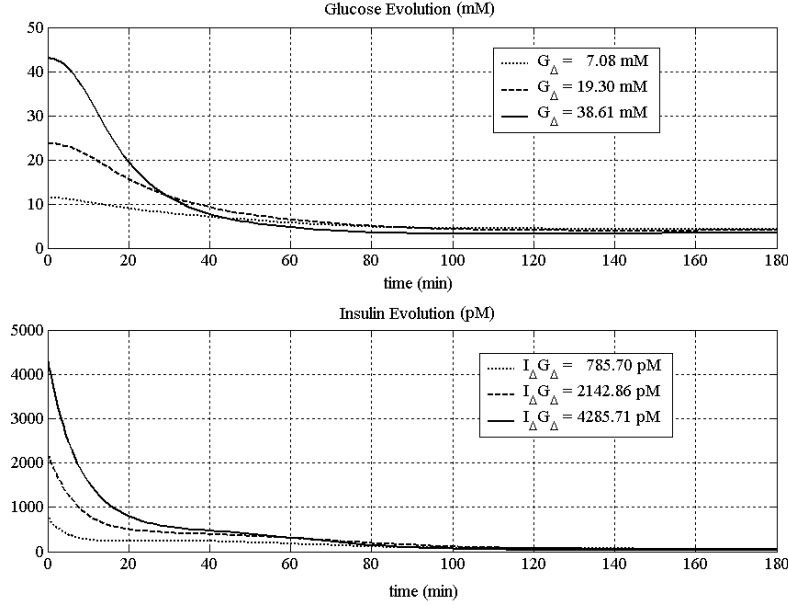 Glucose Evolution (mM)
50
40
30
20
10
0
G Δ = 7.08 mM
G Δ = 19.30 mM
G Δ = 38.61 mM
0 20 40 60 80 100 120 140 160 180
time (min)
Insulin Evolution (pM)
5000
4000
3000
2000
1000
0
I Δ G Δ = 785.70 pM
I Δ G Δ = 2142.86 pM
I Δ G Δ = 4285.71 pM
0 20 40 60 80 100 120 140 160 180
time (min)